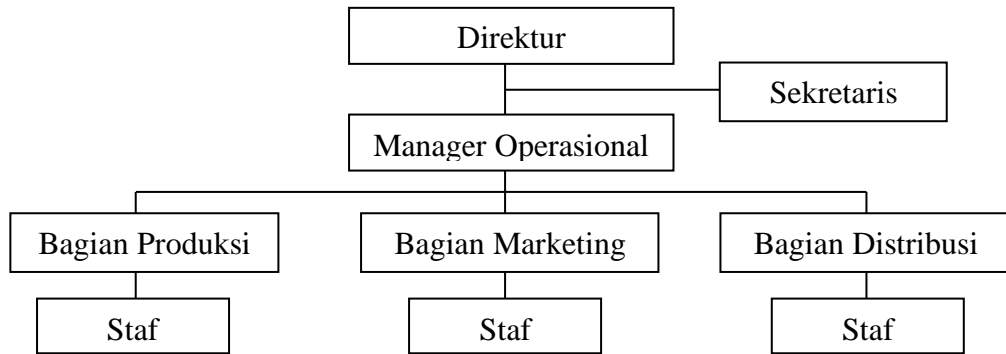 Direktur
Sekretaris
Manager Operasional
Bagian Produksi
Bagian Marketing
Bagian Distribusi
Staf
Staf
Staf